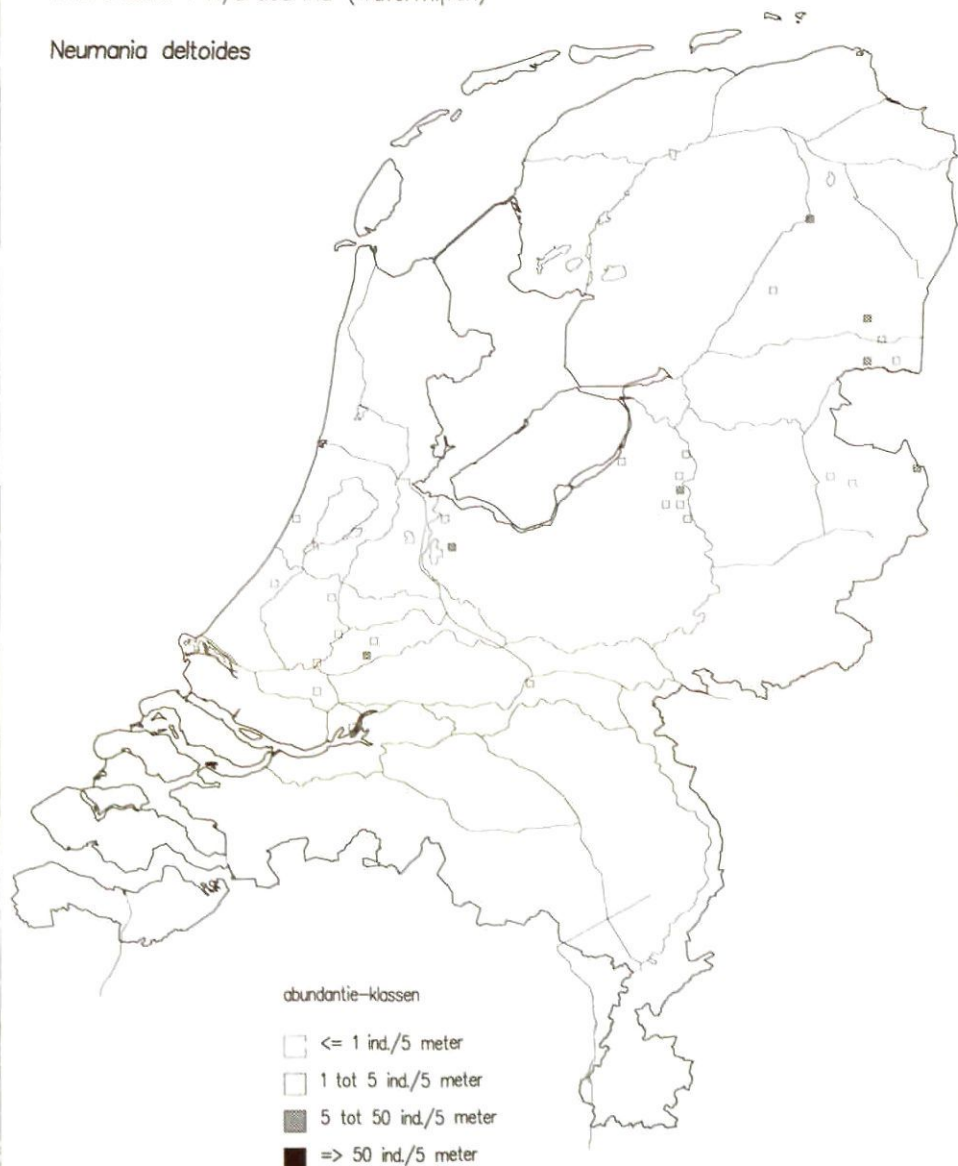 Neumania deltoides
abundantie-klassen
<= 1 ind./5 meter
1 tot 5 ind./5 meter
5 tot 50 ind./5 meter
=> 50 ind./5 meter